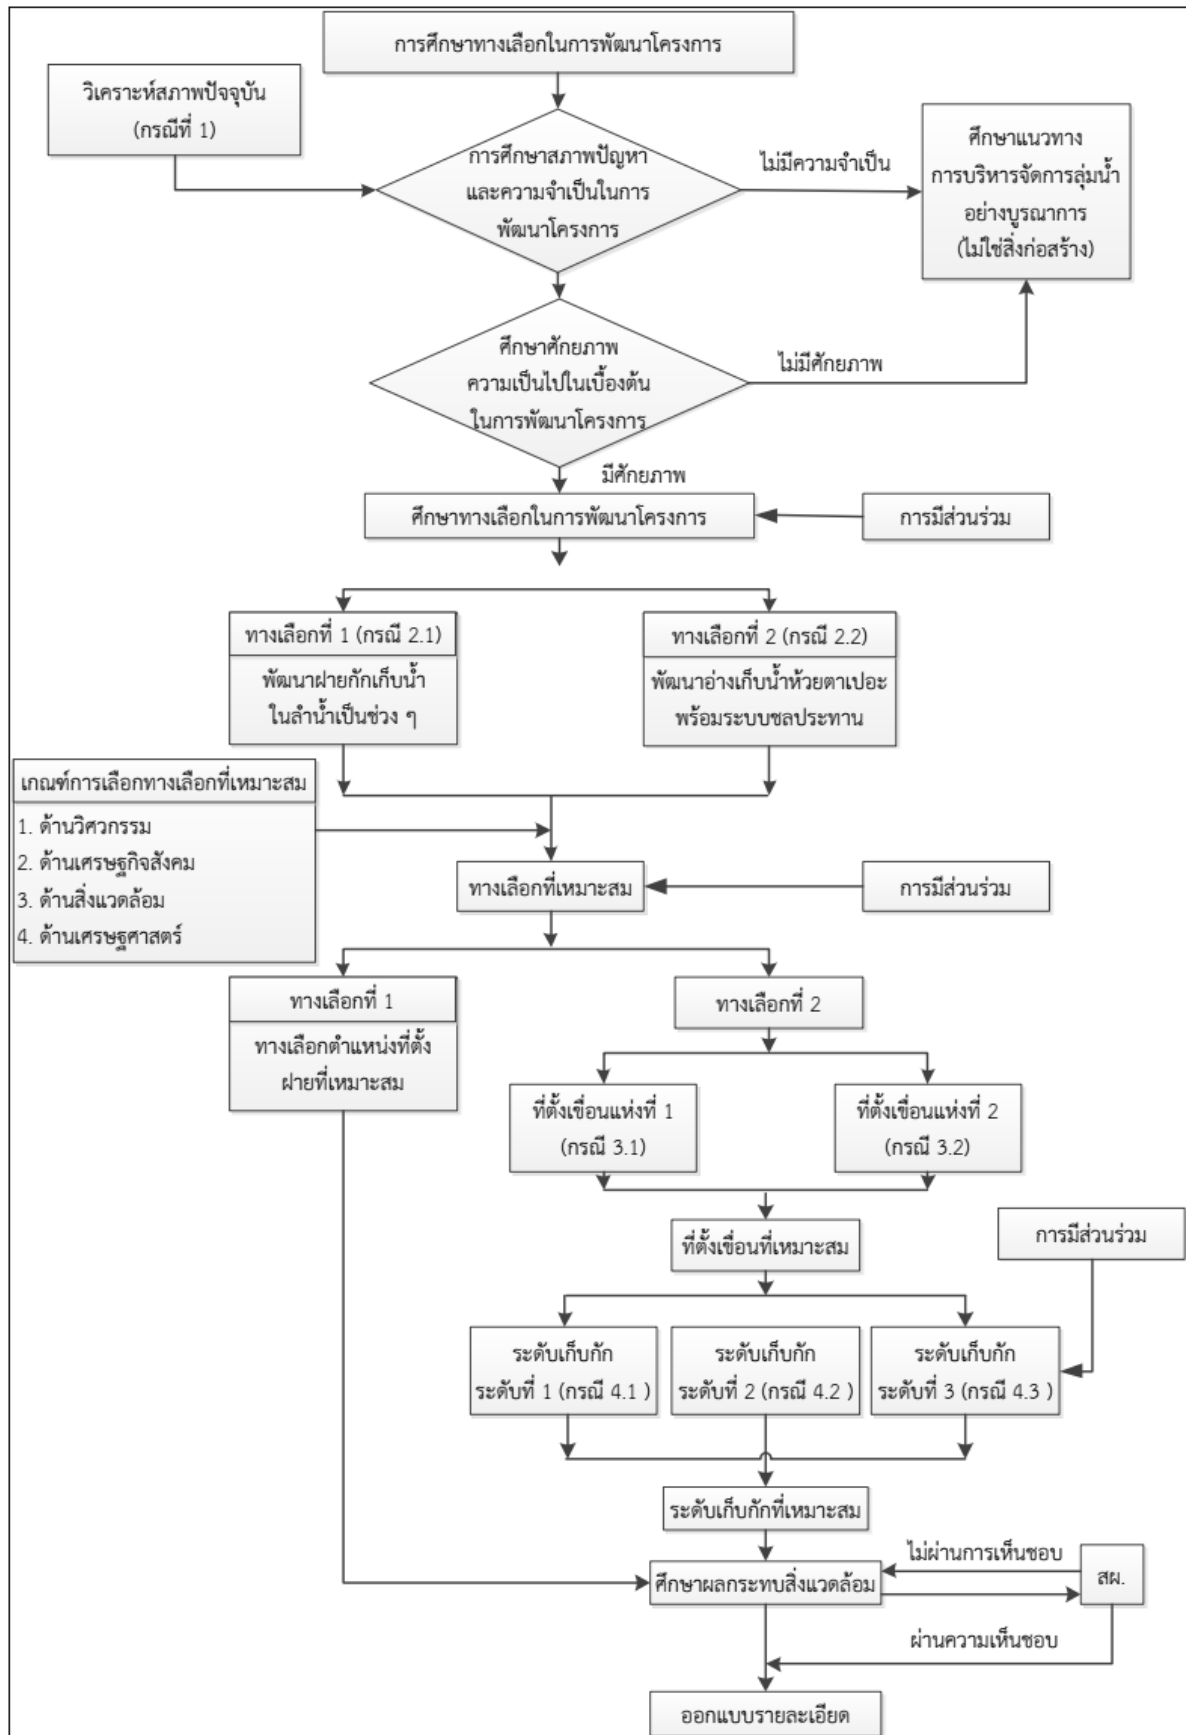 การศึกษาทางเลือกในการพัฒนาโครงการ
วิเคราะห์สภาพปัจจุบัน
(กรณีที่ 1)
การศึกษาสภาพปัญหา
และความจำเป็นในการ
พัฒนาโครงการ
ไม่มีความจำเป็น
ศึกษาแนวทาง
การบริหารจัดการลุ่มน้ำ
อย่างบูรณาการ
(ไม่ใช่สิ่งก่อสร้าง)
ศึกษาศักยภาพ
ความเป็นไปในเบื้องต้น
ในการพัฒนาโครงการ
ไม่มีศักยภาพ
มีศักยภาพ
ศึกษาทางเลือกในการพัฒนาโครงการ
การมีส่วนร่วม
ทางเลือกที่ 1 (กรณี 2.1)
พัฒนาฝายกักเก็บน้ำ
ในลำน้ำเป็นช่วง ๆ
ทางเลือกที่ 2 (กรณี 2.2)
พัฒนาอ่างเก็บน้ำห้วยตาเปอะ
พร้อมระบบชลประทาน
เกณฑ์การเลือกทางเลือกที่เหมาะสม
1. ด้านวิศวกรรม
2. ด้านเศรษฐกิจสังคม
3. ด้านสิ่งแวดล้อม
4. ด้านเศรษฐศาสตร์
ทางเลือกที่เหมาะสม
การมีส่วนร่วม
ทางเลือกที่ 1
ทางเลือกตำแหน่งที่ตั้ง
ฝายที่เหมาะสม
ทางเลือกที่ 2
ที่ตั้งเขื่อนแห่งที่ 1
(กรณี 3.1)
ที่ตั้งเขื่อนแห่งที่ 2
(กรณี 3.2)
ที่ตั้งเขื่อนที่เหมาะสม
การมีส่วนร่วม
ระดับเก็บกัก
ระดับที่ 1 (กรณี 4.1 )
ระดับเก็บกัก
ระดับที่ 2 (กรณี 4.2 )
ระดับเก็บกัก
ระดับที่ 3 (กรณี 4.3 )
ระดับเก็บกักที่เหมาะสม
ไม่ผ่านการเห็นชอบ
ศึกษาผลกระทบสิ่งแวดล้อม
สผ.
ผ่านความเห็นชอบ
ออกแบบรายละเอียด